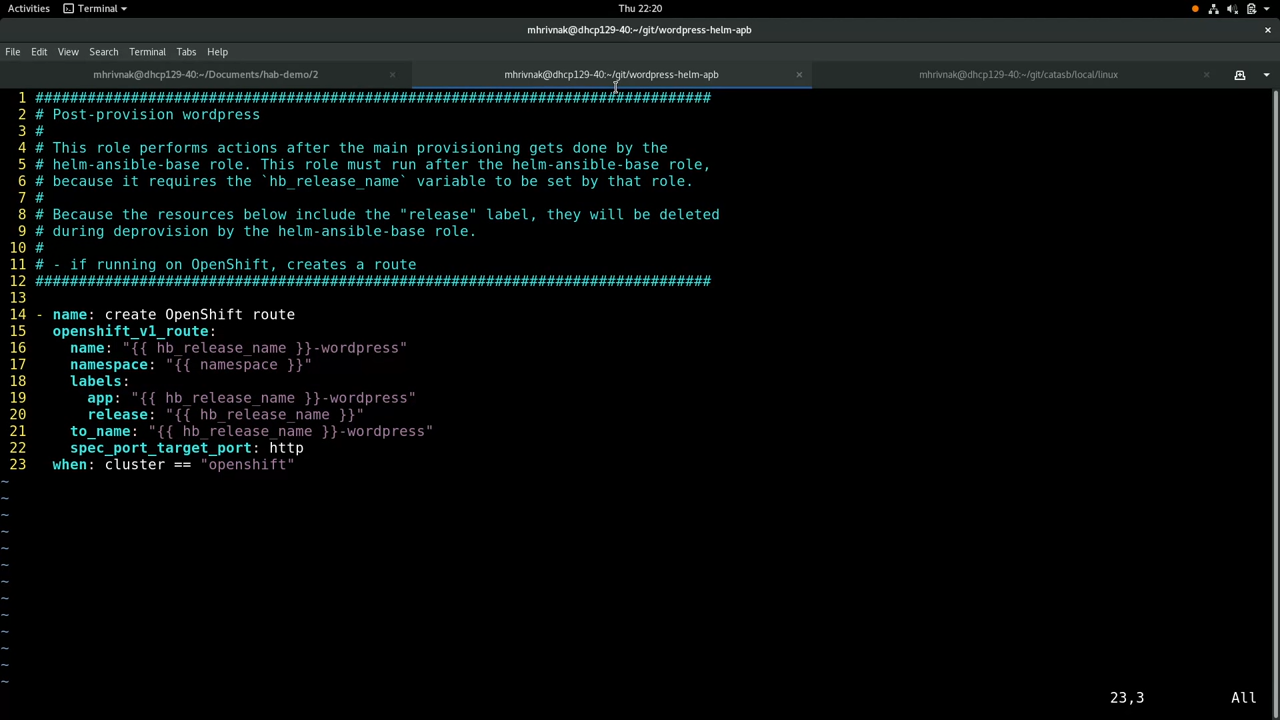 Activities Terminal Thu 22:20
mhrivnak@dhcp129-40:~/git/wordpress-helm-apb
File Edit View Search Terminal Tabs Help
mhrivnak@dhcp129-40:~/Documents/hab-demo/2 mhrivnak@dhcp129-40:~/git/wordpress-helm-apb mhrivnak@dhcp129-40:~/git/catasb/local/linux
1 ##############################################################################
2 # Post-provision wordpress
3 #
4 # This role performs actions after the main provisioning gets done by the
5 # helm-ansible-base role. This role must run after the helm-ansible-base role,
6 # because it requires the `hb_release_name` variable to be set by that role.
7 #
8 # Because the resources below include the "release" label, they will be deleted
9 # during deprovision by the helm-ansible-base role.
10 #
11 # - if running on OpenShift, creates a route
12 ##############################################################################
13
14 - name: create OpenShift route
15   openshift_v1_route:
16     name: "{{ hb_release_name }}-wordpress"
17     namespace: "{{ namespace }}"
18     labels:
19       app: "{{ hb_release_name }}-wordpress"
20       release: "{{ hb_release_name }}"
21     to_name: "{{ hb_release_name }}-wordpress"
22     spec_port_target_port: http
23   when: cluster == "openshift"
~
~
~
~
~
~
~
~
~
~
~
~
~
23,3 All